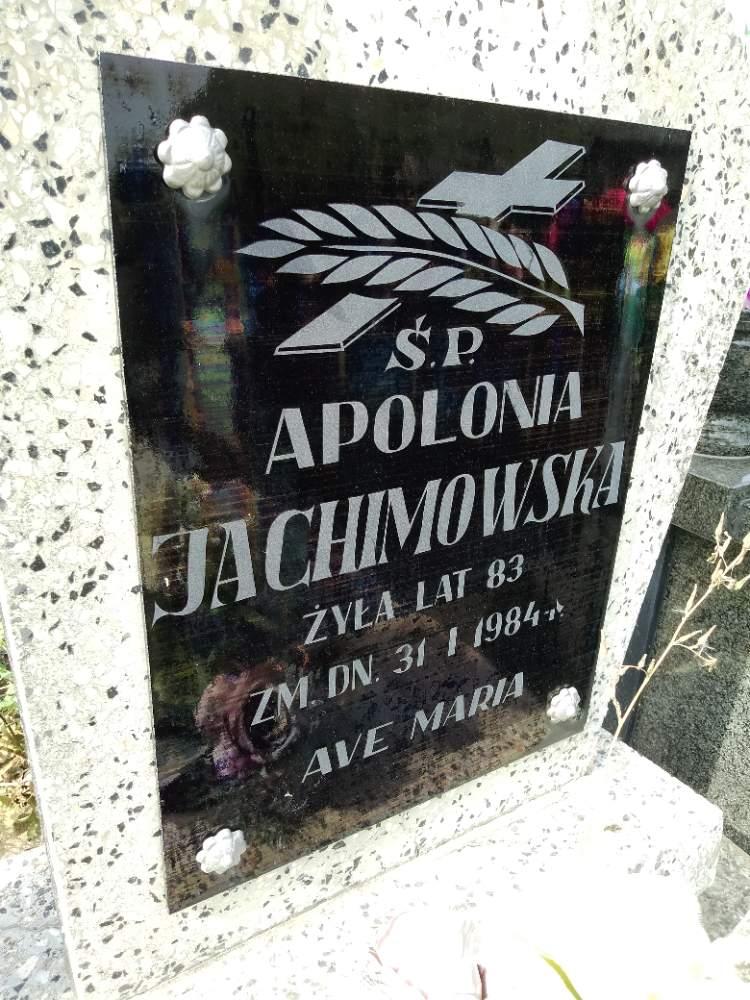 Ś.P.
APOLONIA
JACHIMOWSKA
ŻYŁA LAT 83
ZM. DN. 31 I 1984 r.
AVE MARIA